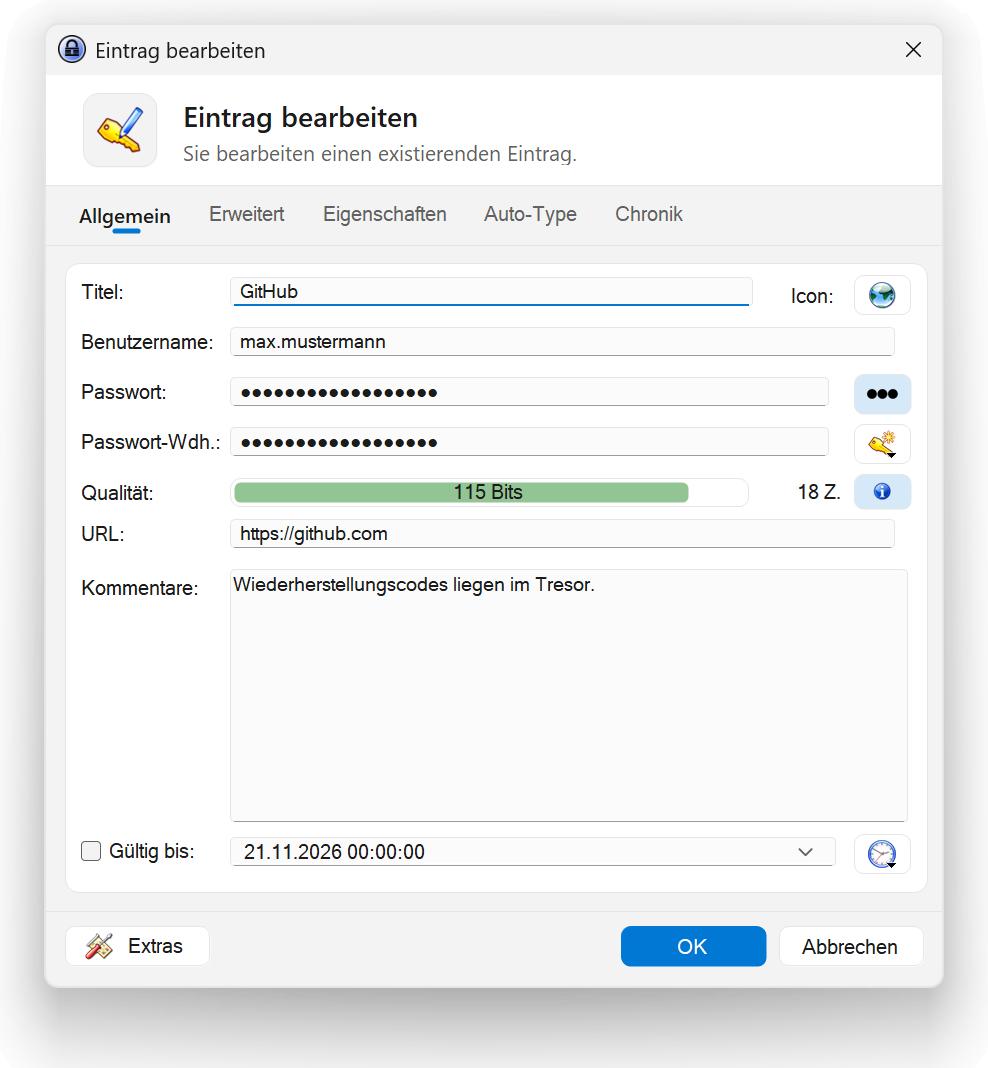 Eintrag bearbeiten
Eintrag bearbeiten
Sie bearbeiten einen existierenden Eintrag.
Allgemein Erweitert Eigenschaften Auto-Type Chronik
Titel: GitHub Icon:
Benutzername: max.mustermann
Passwort: ●●●●●●●●●●●●●●●●●● ●●●
Passwort-Wdh.: ●●●●●●●●●●●●●●●●●●
Qualität: 115 Bits 18 Z.
URL: https://github.com
Kommentare: Wiederherstellungscodes liegen im Tresor.
Gültig bis: 21.11.2026 00:00:00
Extras OK Abbrechen